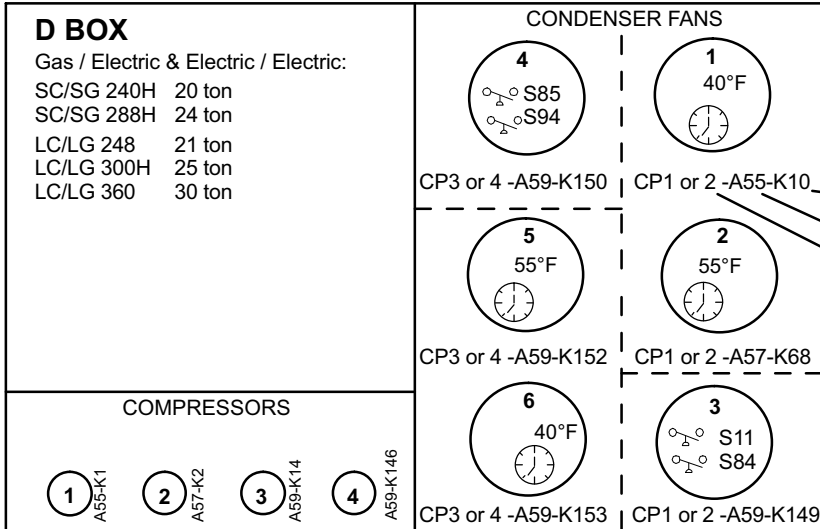 D BOX
Gas / Electric & Electric / Electric:
SC/SG 240H 20 ton
SC/SG 288H 24 ton
LC/LG 248 21 ton
LC/LG 300H 25 ton
LC/LG 360 30 ton
COMPRESSORS
1 A55-K1
2 A57-K2
3 A59-K14
4 A59-K146
CONDENSER FANS
4
S85
S94
CP3 or 4 -A59-K150
1
40°F
CP1 or 2 -A55-K10
5
55°F
CP3 or 4 -A59-K152
2
55°F
CP1 or 2 -A57-K68
6
40°F
CP3 or 4 -A59-K153
3
S11
S84
CP1 or 2 -A59-K149